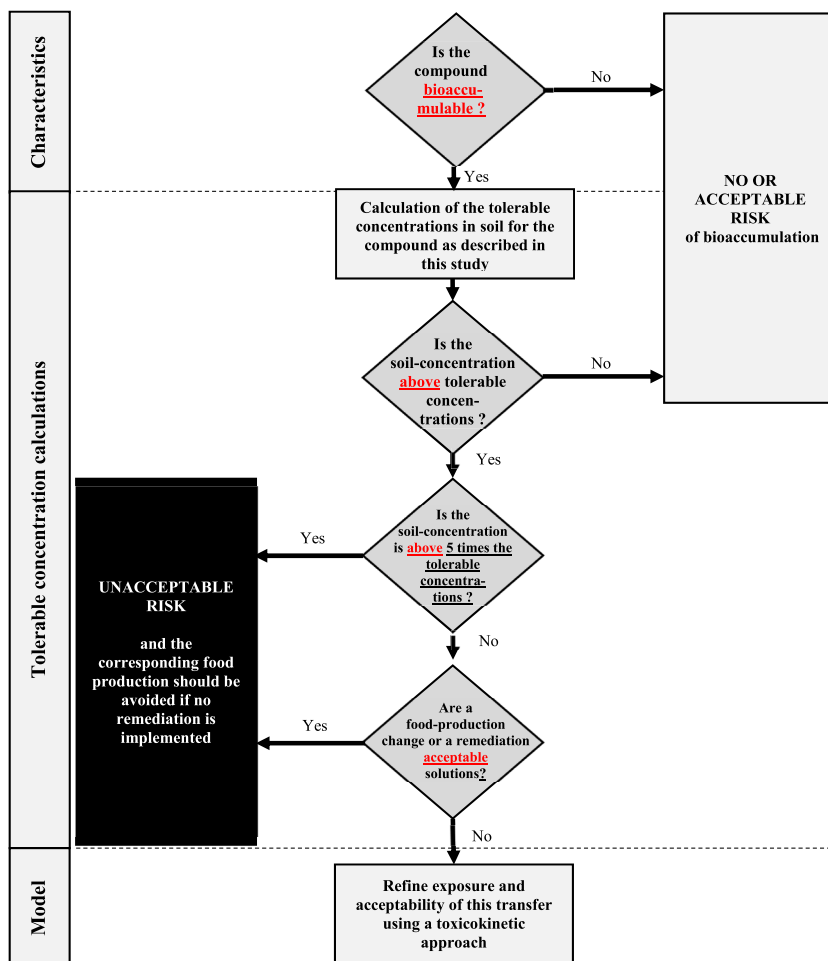 Characteristics
Is the
compound
bioaccu-
mulable ?
No
Yes
NO OR
ACCEPTABLE
RISK
of bioaccumulation
Tolerable concentration calculations
Calculation of the tolerable
concentrations in soil for the
compound as described in
this study
Is the
soil-concentration
above tolerable
concen-
trations ?
No
Yes
Is the
soil-concentration
is above 5 times the
tolerable
concentra-
tions ?
Yes
No
UNACCEPTABLE
RISK
and the
corresponding food
production should be
avoided if no
remediation is
implemented
Are a
food-production
change or a remediation
acceptable
solutions?
Yes
No
Model
Refine exposure and
acceptability of this transfer
using a toxicokinetic
approach